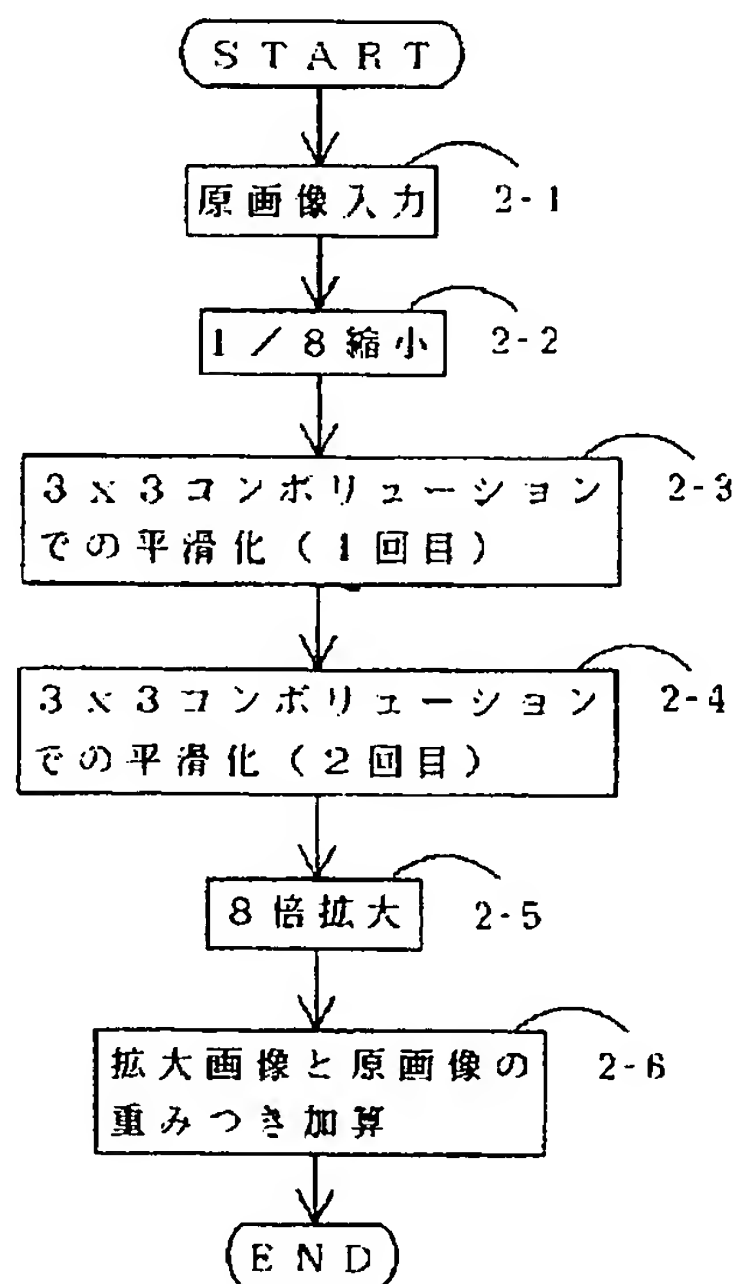 START
原画像入力 2-1
1／8縮小 2-2
3×3コンボリューション 2-3
での平滑化(1回目)
3×3コンボリューション 2-4
での平滑化(2回目)
8倍拡大 2-5
拡大画像と原画像の 2-6
重みつき加算
END